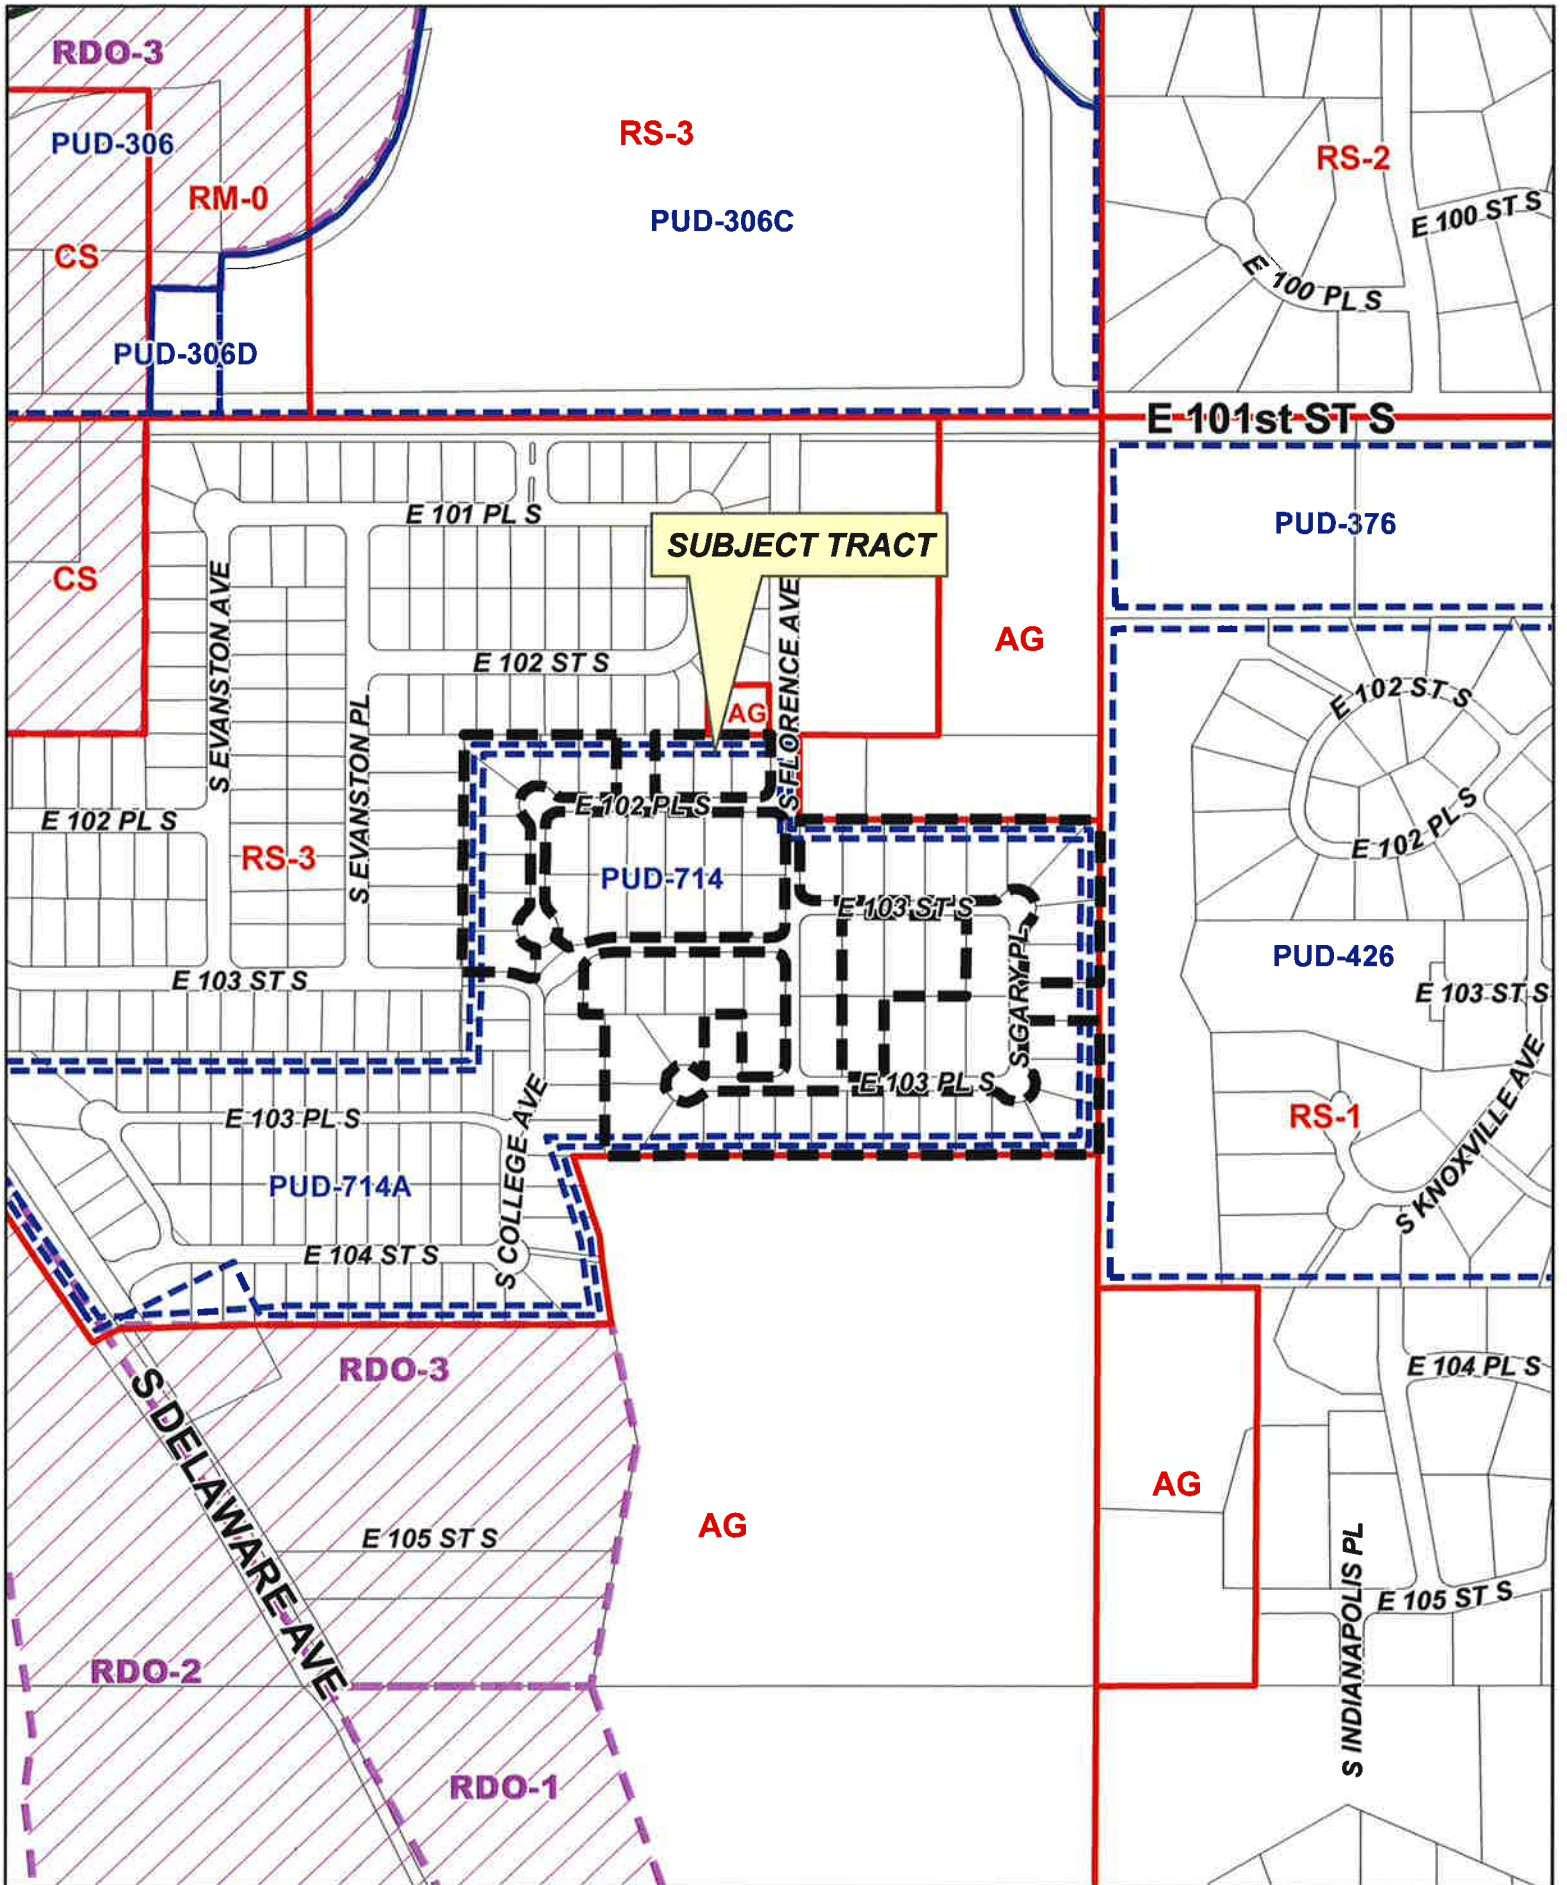 RDO-3
RS-3
PUD-306
RS-2
RM-0
E 100 ST S
PUD-306C
CS
E 100 PL S
PUD-306D
E 101st ST S
E 101 PL S
PUD-376
SUBJECT TRACT
CS
S EVANSTON AVE
S FLORENCE AVE
AG
E 102 ST S
E 102 ST S
AG
S EVANSTON PL
E 102 PL S
E 102 PL S
E 102 PL S
RS-3
PUD-714
E 103 ST S
S GARY PL
PUD-426
E 103 ST S
E 103 ST S
E 103 PL S
E 103 PL S
RS-1
S KNOXVILLE AVE
S COLLEGE AVE
PUD-714A
E 104 ST S
RDO-3
E 104 PL S
S DELAWARE AVE
AG
AG
E 105 ST S
E 105 ST S
S INDIANAPOLIS PL
RDO-2
RDO-1